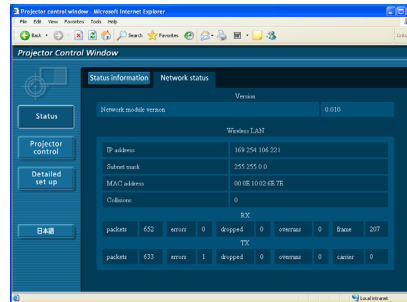 Projector control window - Microsoft Internet Explorer
File Edit View Favorites Tools Help
Back Search Favorites Links
Projector Control Window
Status information Network status
Status
Projector control
Detailed set up
日本語
Version
Network module version 0.010
Wireless LAN
IP address 169.254.106.221
Subnet mask 255.255.0.0
MAC address 00:0E:10:02:6E:7E
Collisions 0
RX
packets 652 errors 0 dropped 0 overruns 0 frame 207
TX
packets 633 errors 1 dropped 0 overruns 0 carrier 0
Local intranet